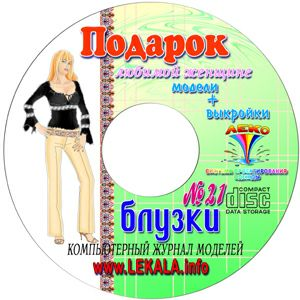 Подарок
любимой женщине
модели
+
выкройки
ЛЕКО
№21
COMPACT
disc
DATA STORAGE
блузки
КОМПЬЮТЕРНЫЙ ЖУРНАЛ МОДЕЛЕЙ
www.LEKALA.info